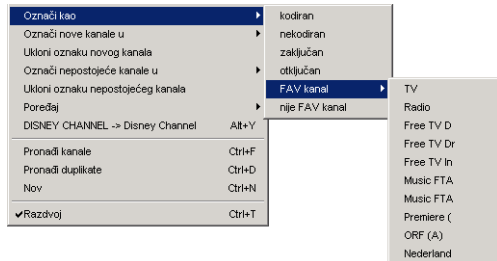 Označi kao
Označi nove kanale u
Ukloni oznaku novog kanala
Označi nepostojeće kanale u
Ukloni oznaku nepostojećeg kanala
Poređaj
DISNEY CHANNEL -> Disney Channel Alt+Y
Pronađi kanale Ctrl+F
Pronađi duplikate Ctrl+D
Nov Ctrl+N
Razdvoj Ctrl+T
kodiran
nekodiran
zaključan
otključan
FAV kanal
nije FAV kanal
TV
Radio
Free TV D
Free TV Dr
Free TV In
Music FTA
Music FTA
Premiere (
ORF (A)
Nederland